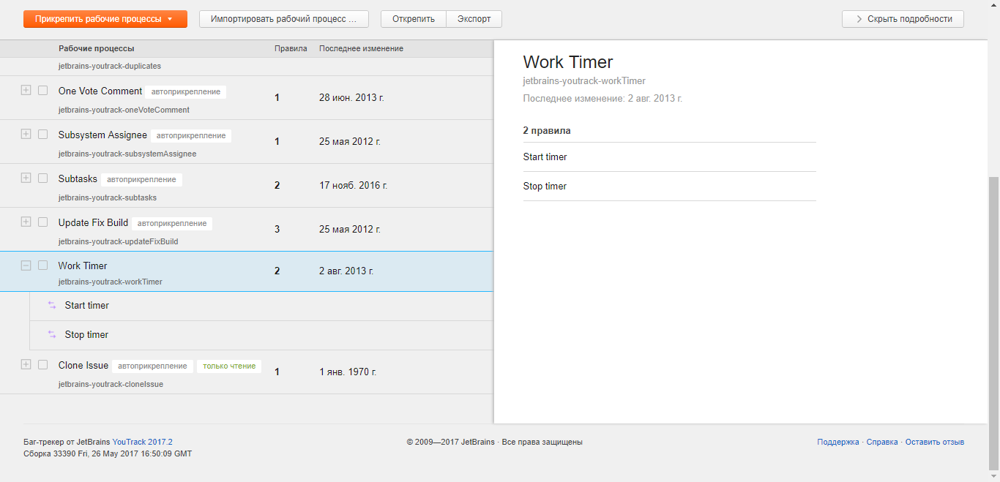 Прикрепить рабочие процессы
Импортировать рабочий процесс ...
Открепить
Экспорт
Скрыть подробности
Рабочие процессы Правила Последнее изменение
jetbrains-youtrack-duplicates
One Vote Comment автоприкрепление 1 28 июн. 2013 г.
jetbrains-youtrack-oneVoteComment
Subsystem Assignee автоприкрепление 1 25 мая 2012 г.
jetbrains-youtrack-subsystemAssignee
Subtasks автоприкрепление 2 17 нояб. 2016 г.
jetbrains-youtrack-subtasks
Update Fix Build автоприкрепление 3 25 мая 2012 г.
jetbrains-youtrack-updateFixBuild
Work Timer 2 2 авг. 2013 г.
jetbrains-youtrack-workTimer
Start timer
Stop timer
Clone Issue автоприкрепление только чтение 1 1 янв. 1970 г.
jetbrains-youtrack-cloneIssue
Work Timer
jetbrains-youtrack-workTimer
Последнее изменение: 2 авг. 2013 г.
2 правила
Start timer
Stop timer
Баг-трекер от JetBrains YouTrack 2017.2
Сборка 33390 Fri, 26 May 2017 16:50:09 GMT
© 2009—2017 JetBrains · Все права защищены
Поддержка · Справка · Оставить отзыв